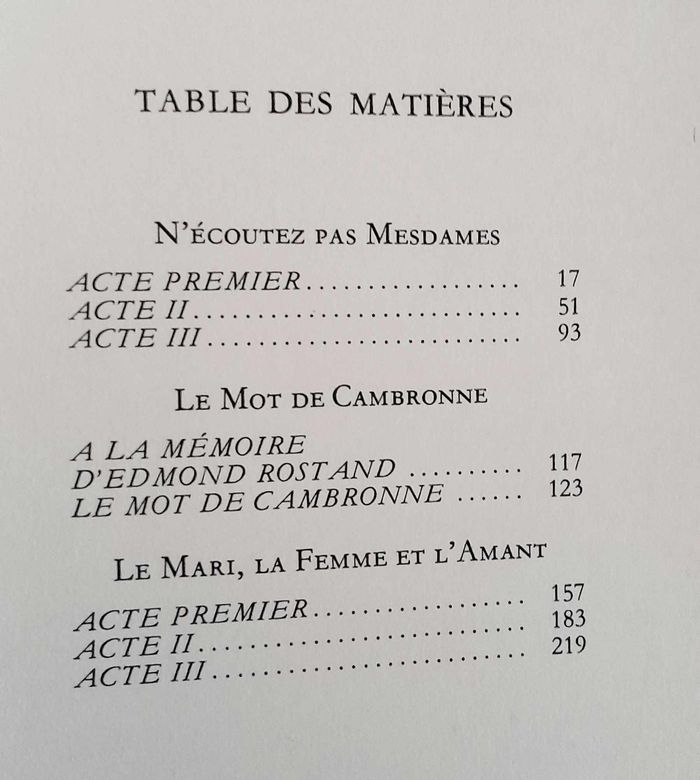 TABLE DES MATIÈRES
N'ÉCOUTEZ PAS MESDAMES
ACTE PREMIER.................. 17
ACTE II........................... 51
ACTE III.......................... 93
LE MOT DE CAMBRONNE
A LA MÉMOIRE
D'EDMOND ROSTAND .......... 117
LE MOT DE CAMBRONNE ...... 123
LE MARI, LA FEMME ET L'AMANT
ACTE PREMIER.................. 157
ACTE II........................... 183
ACTE III.......................... 219